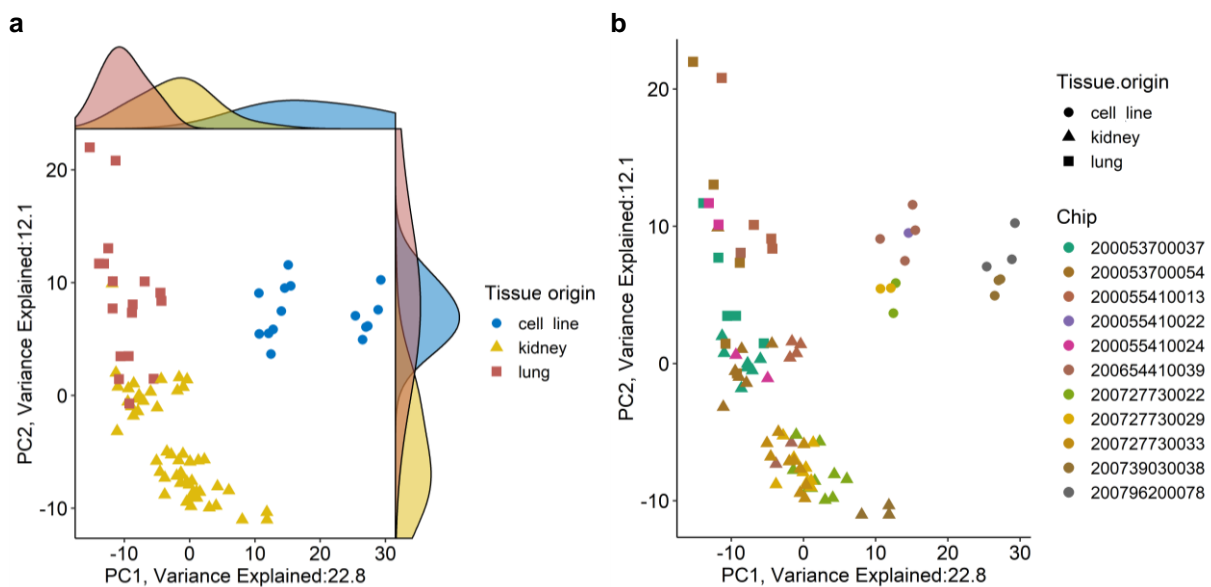 a
20
10
0
-10
PC2, Variance Explained:12.1
-10
0
10
20
30
PC1, Variance Explained:22.8
Tissue origin
cell line
kidney
lung
b
20
10
0
-10
PC2, Variance Explained:12.1
-10
0
10
20
30
PC1, Variance Explained:22.8
Tissue.origin
cell line
kidney
lung
Chip
200053700037
200053700054
200055410013
200055410022
200055410024
200654410039
200727730022
200727730029
200727730033
200739030038
200796200078